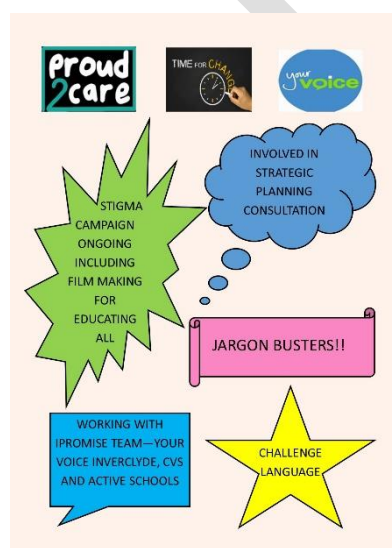 Proud
2care
TIME FOR CHANGE
your
voice
STIGMA
CAMPAIGN
ONGOING
INCLUDING
FILM MAKING
FOR
EDUCATING
ALL
INVOLVED IN
STRATEGIC
PLANNING
CONSULTATION
JARGON BUSTERS!!
WORKING WITH
IPROMISE TEAM—YOUR
VOICE INVERCLYDE, CVS
AND ACTIVE SCHOOLS
CHALLENGE
LANGUAGE